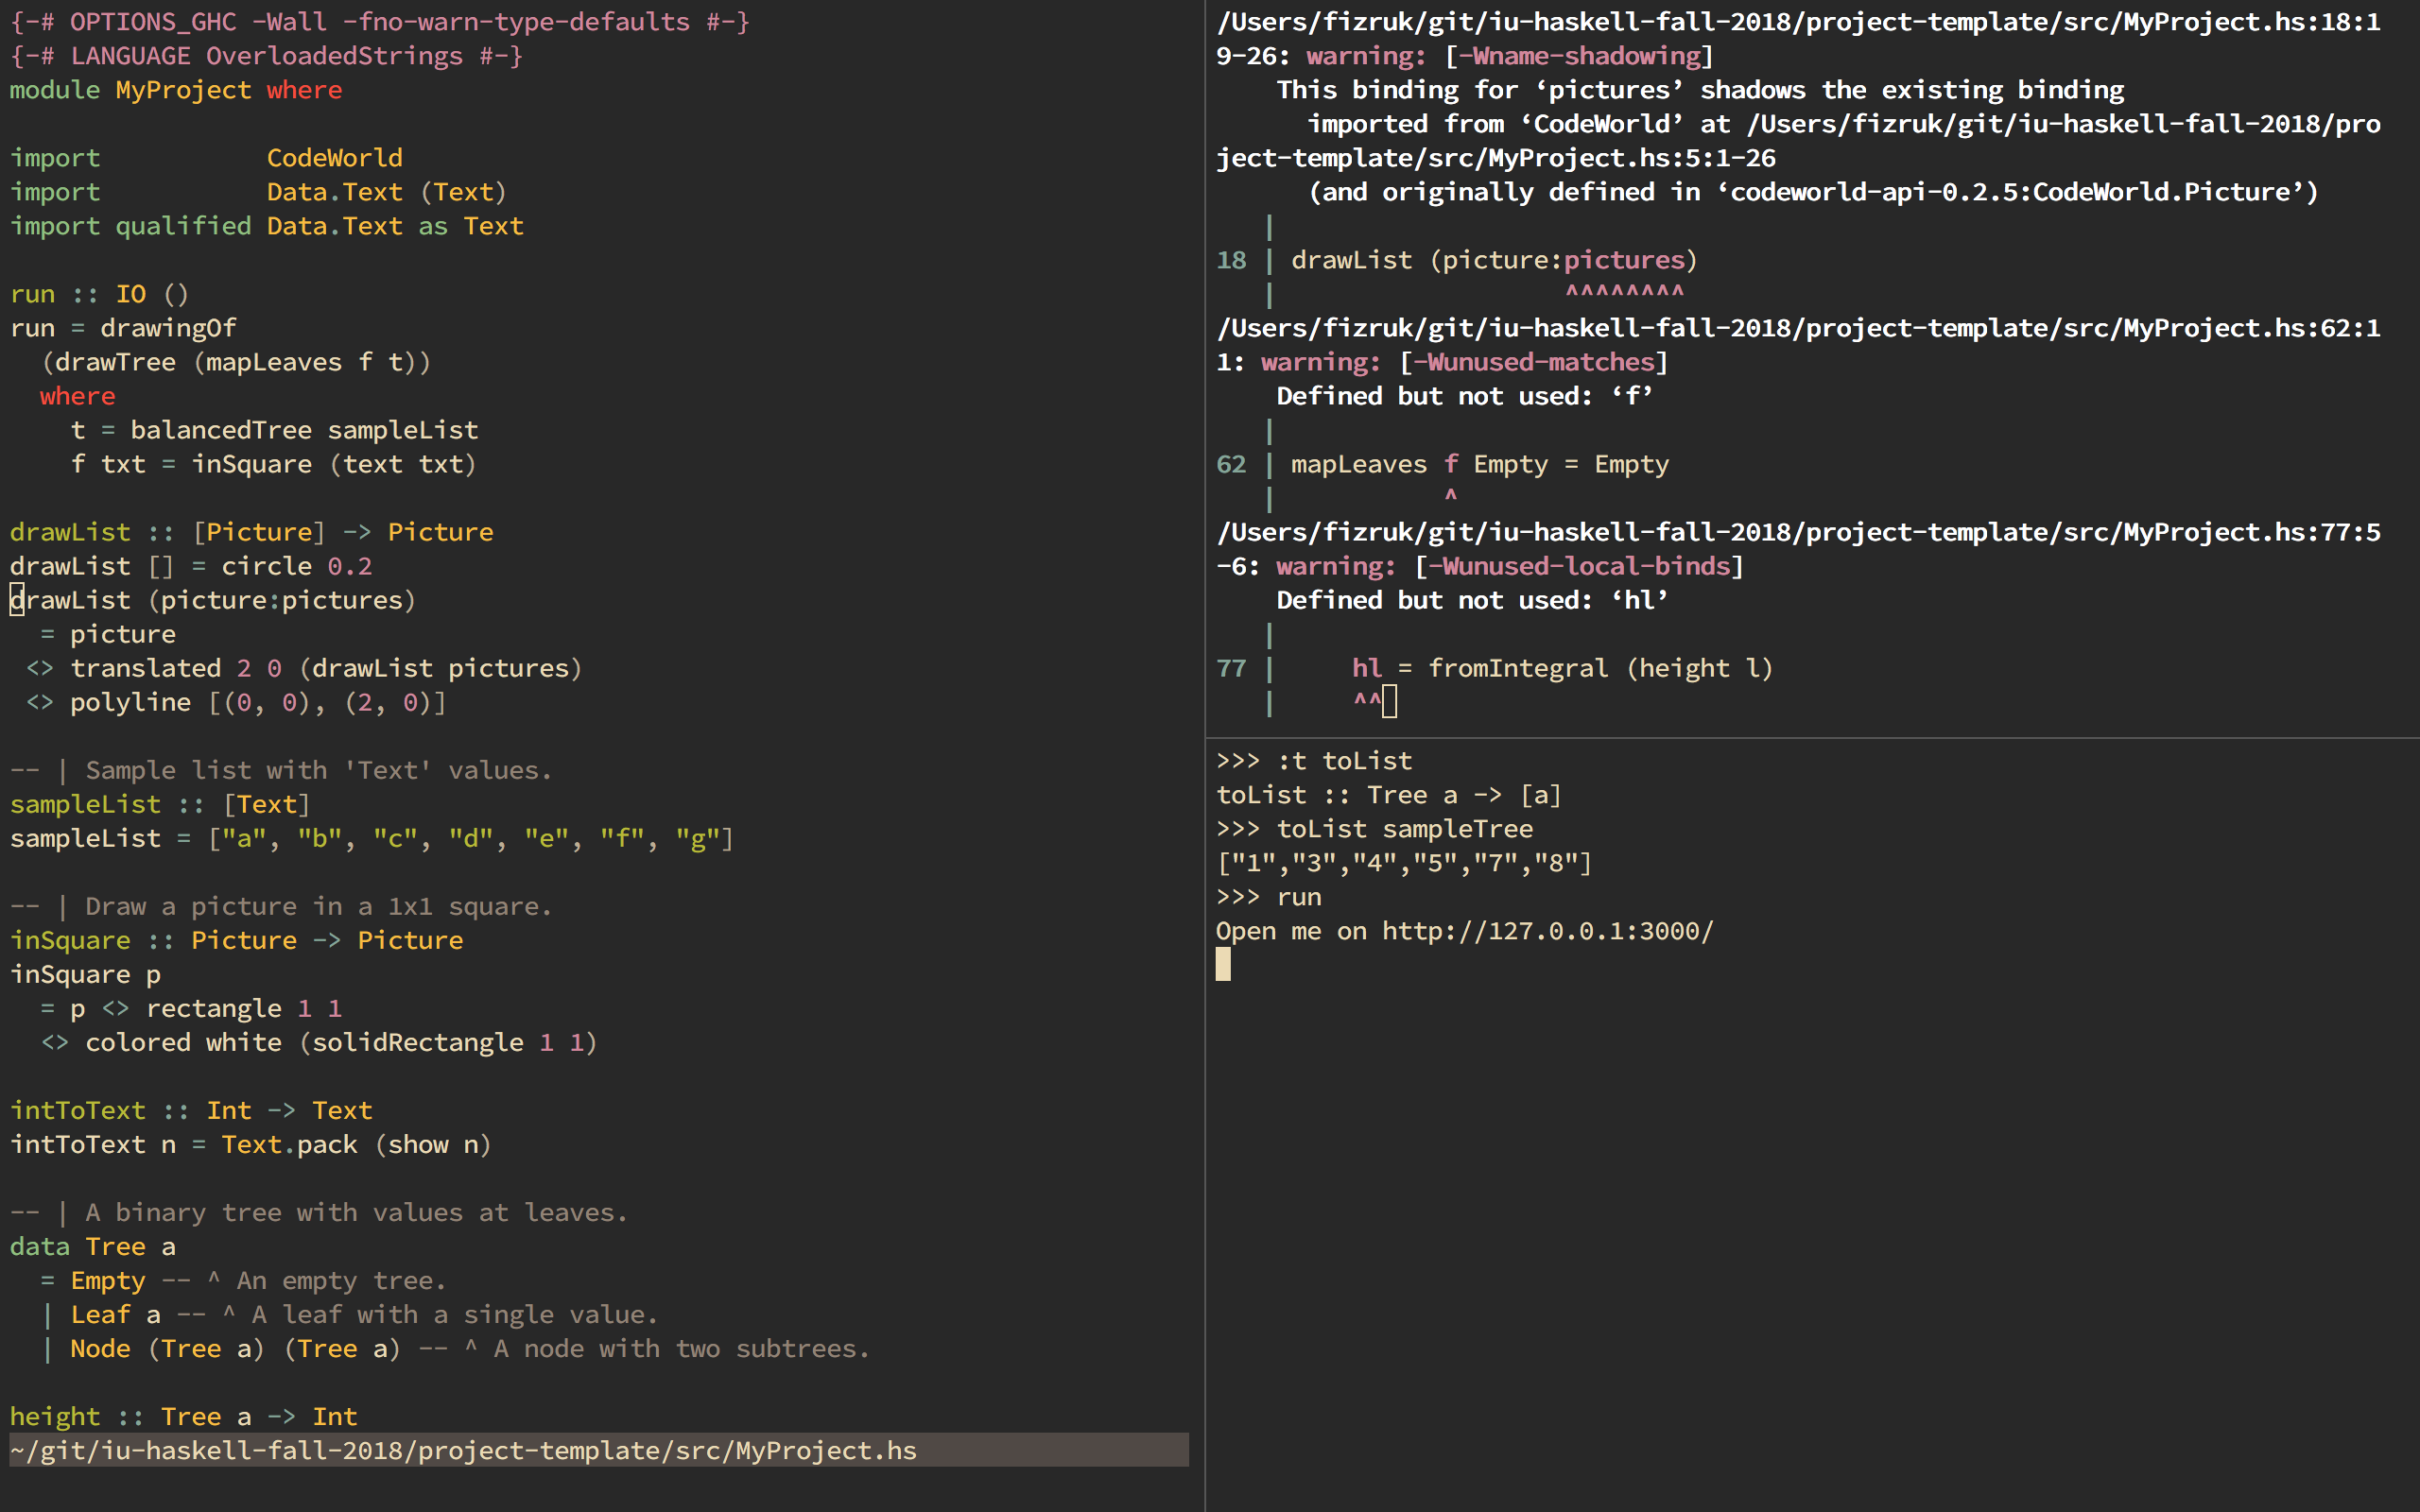 {-# OPTIONS_GHC -Wall -fno-warn-type-defaults #-}
{-# LANGUAGE OverloadedStrings #-}
module MyProject where

import           CodeWorld
import           Data.Text (Text)
import qualified Data.Text as Text

run :: IO ()
run = drawingOf
  (drawTree (mapLeaves f t))
  where
    t = balancedTree sampleList
    f txt = inSquare (text txt)

drawList :: [Picture] -> Picture
drawList [] = circle 0.2
drawList (picture:pictures)
  = picture
 <> translated 2 0 (drawList pictures)
 <> polyline [(0, 0), (2, 0)]

-- | Sample list with 'Text' values.
sampleList :: [Text]
sampleList = ["a", "b", "c", "d", "e", "f", "g"]

-- | Draw a picture in a 1x1 square.
inSquare :: Picture -> Picture
inSquare p
  = p <> rectangle 1 1
  <> colored white (solidRectangle 1 1)

intToText :: Int -> Text
intToText n = Text.pack (show n)

-- | A binary tree with values at leaves.
data Tree a
  = Empty -- ^ An empty tree.
  | Leaf a -- ^ A leaf with a single value.
  | Node (Tree a) (Tree a) -- ^ A node with two subtrees.

height :: Tree a -> Int
~/git/iu-haskell-fall-2018/project-template/src/MyProject.hs
/Users/fizruk/git/iu-haskell-fall-2018/project-template/src/MyProject.hs:18:1
9-26: warning: [-Wname-shadowing]
    This binding for ‘pictures’ shadows the existing binding
      imported from ‘CodeWorld’ at /Users/fizruk/git/iu-haskell-fall-2018/pro
ject-template/src/MyProject.hs:5:1-26
      (and originally defined in ‘codeworld-api-0.2.5:CodeWorld.Picture’)
   |
18 | drawList (picture:pictures)
   |                   ^^^^^^^^
/Users/fizruk/git/iu-haskell-fall-2018/project-template/src/MyProject.hs:62:1
1: warning: [-Wunused-matches]
    Defined but not used: ‘f’
   |
62 | mapLeaves f Empty = Empty
   |           ^
/Users/fizruk/git/iu-haskell-fall-2018/project-template/src/MyProject.hs:77:5
-6: warning: [-Wunused-local-binds]
    Defined but not used: ‘hl’
   |
77 |     hl = fromIntegral (height l)
   |     ^^
>>> :t toList
toList :: Tree a -> [a]
>>> toList sampleTree
["1","3","4","5","7","8"]
>>> run
Open me on http://127.0.0.1:3000/